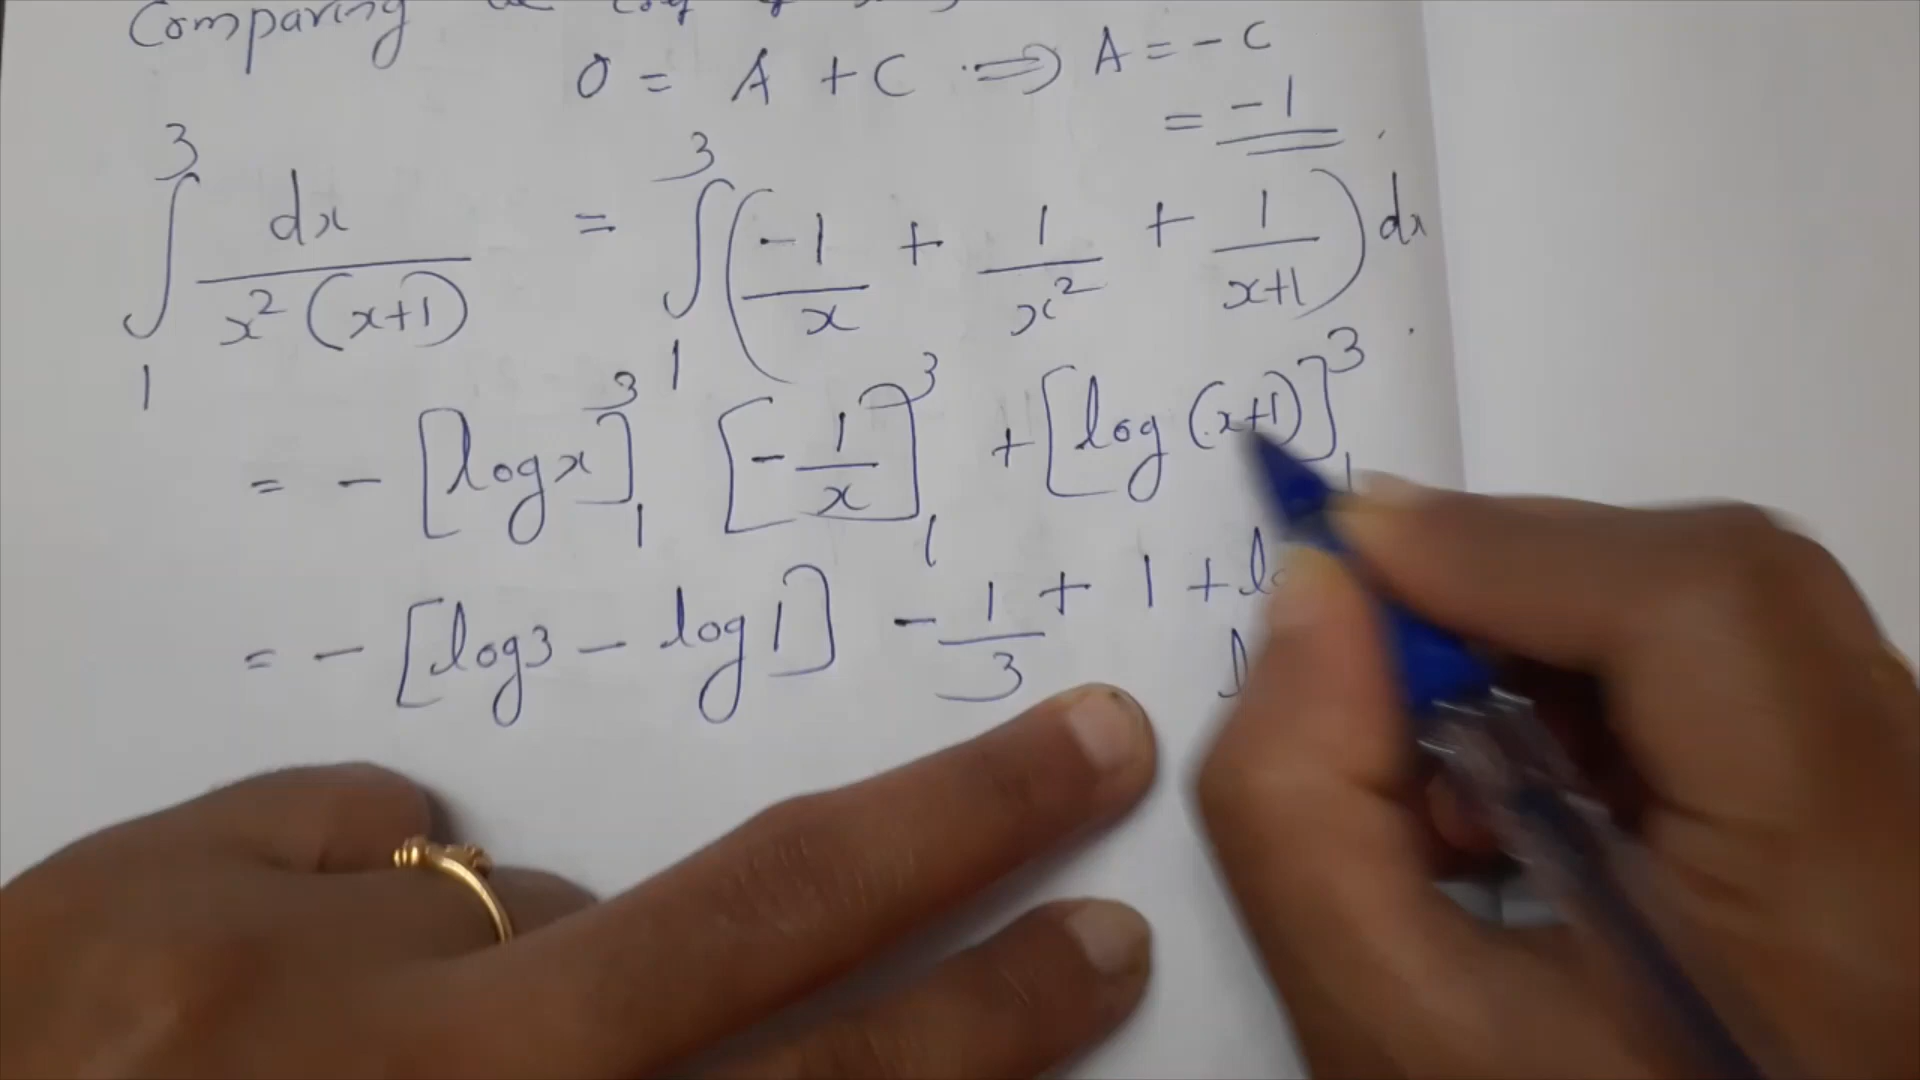 Comparing
0 = A + C ⟹ A = - C
= -1
∫₁³ dx / x² (x+1) = ∫₁³ ( -1/x + 1/x² + 1/x+1 ) dx
= - [log x]₁³ [- 1/x]₁³ + [log (x+1)]₁³
= - [log 3 - log 1] - 1/3 + 1 +